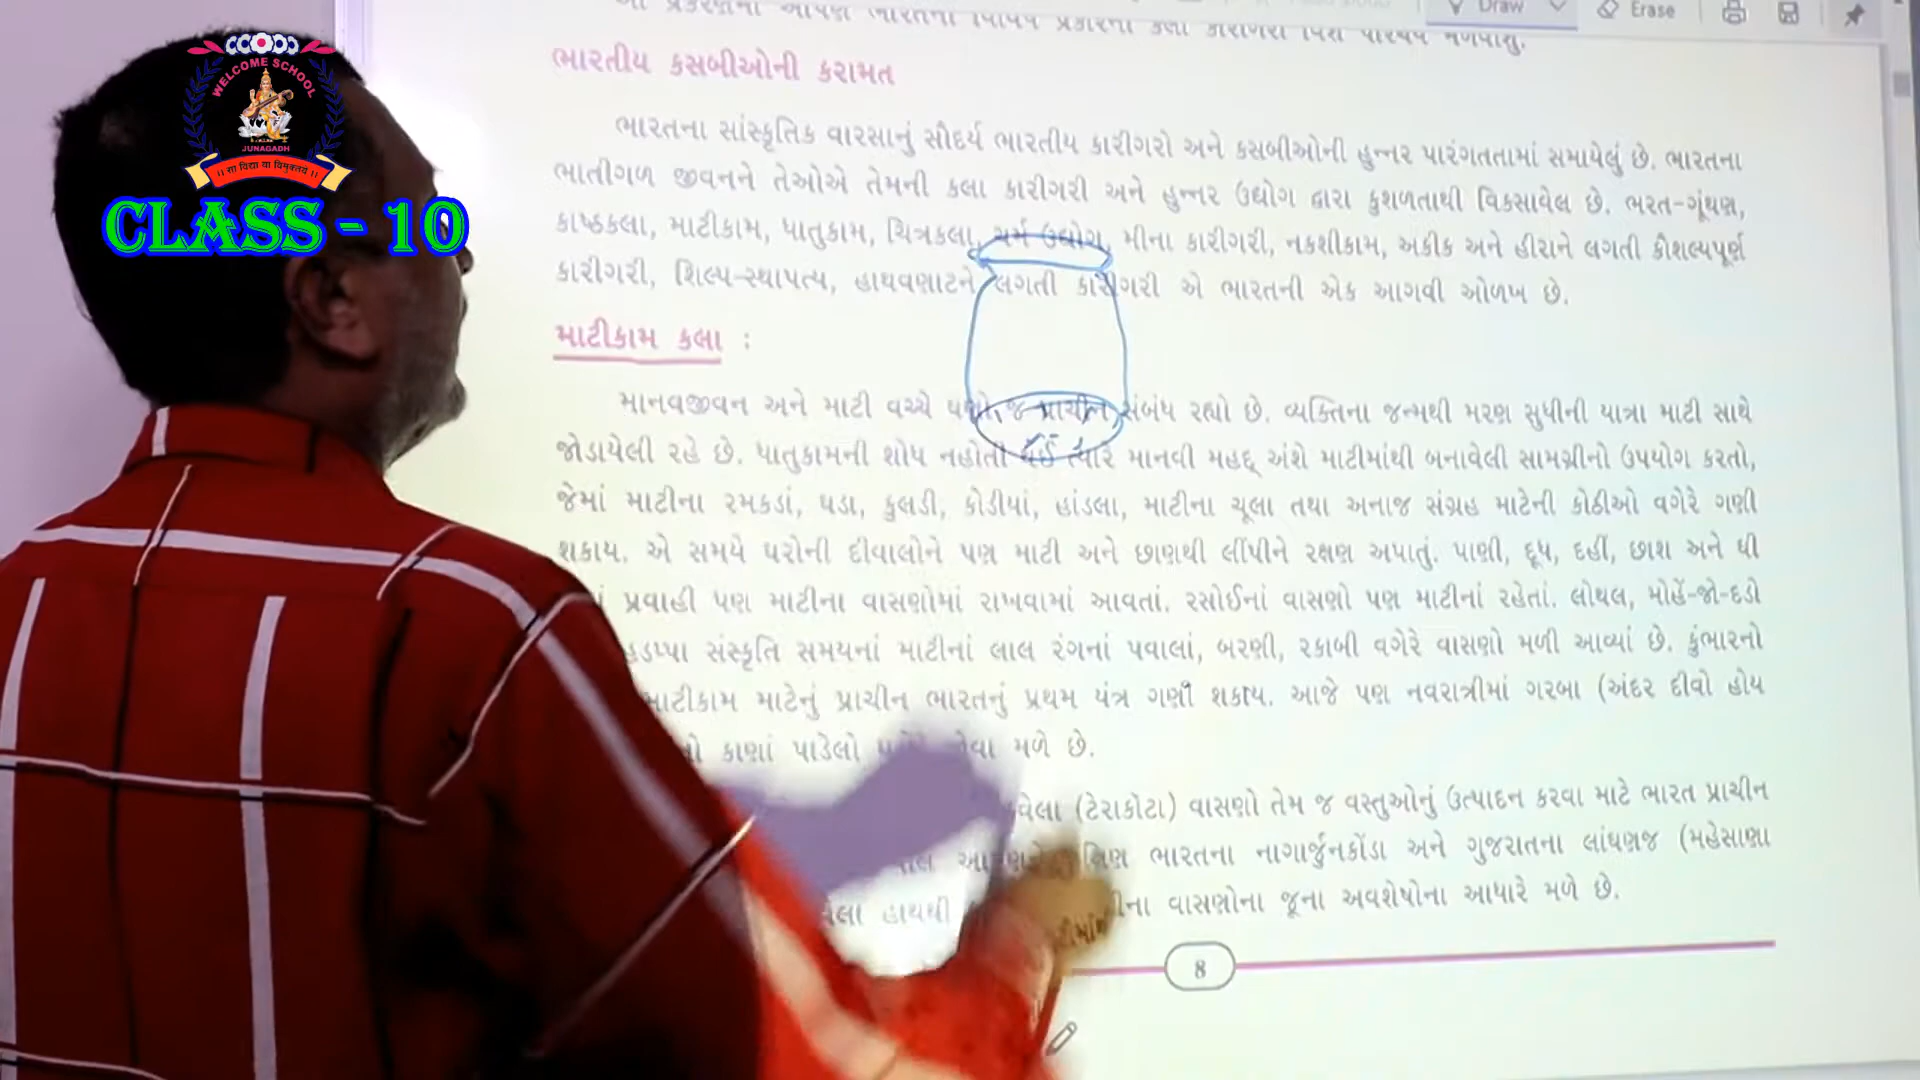 Draw
Erase
ભારતીય કસબીઓની કરામત
WELCOME SCHOOL
JUNAGADH
।। सा विद्या या विमुक्तये ।।
CLASS - 10
ભારતના સાંસ્કૃતિક વારસાનું સૌંદર્ય ભારતીય કારીગરો અને કસબીઓની હુન્નર પારંગતતામાં સમાયેલું છે. ભારતના
ભાતીગળ જીવનને તેઓએ તેમની કલા કારીગરી અને હુન્નર ઉદ્યોગ દ્વારા કુશળતાથી વિકસાવેલ છે. ભરત-ગૂંથણ,
કાષ્ઠકલા, માટીકામ, ધાતુકામ, ચિત્રકલા, ચર્મ ઉદ્યોગ, મીના કારીગરી, નકશીકામ, અકીક અને હીરાને લગતી કૌશલ્યપૂર્ણ
કારીગરી, શિલ્પ-સ્થાપત્ય, હાથવણાટને લગતી કારીગરી એ ભારતની એક આગવી ઓળખ છે.
માટીકામ કલા :
માનવજીવન અને માટી વચ્ચે ઘણો જ પ્રાચીન સંબંધ રહ્યો છે. વ્યક્તિના જન્મથી મરણ સુધીની યાત્રા માટી સાથે
જોડાયેલી રહે છે. ધાતુકામની શોધ નહોતી થઈ ત્યારે માનવી મહદ્ અંશે માટીમાંથી બનાવેલી સામગ્રીનો ઉપયોગ કરતો,
જેમાં માટીના રમકડાં, ઘડા, કુલડી, કોડીયાં, હાંડલા, માટીના ચૂલા તથા અનાજ સંગ્રહ માટેની કોઠીઓ વગેરે ગણી
શકાય. એ સમયે ઘરોની દીવાલોને પણ માટી અને છાણથી લીંપીને રક્ષણ અપાતું. પાણી, દૂધ, દહીં, છાશ અને ઘી
પ્રવાહી પણ માટીના વાસણોમાં રાખવામાં આવતાં. રસોઈનાં વાસણો પણ માટીનાં રહેતાં. લોથલ, મોહેં-જો-દડો
હડપ્પા સંસ્કૃતિ સમયનાં માટીનાં લાલ રંગનાં પવાલાં, બરણી, રકાબી વગેરે વાસણો મળી આવ્યાં છે. કુંભારનો
માટીકામ માટેનું પ્રાચીન ભારતનું પ્રથમ યંત્ર ગણી શકાય. આજે પણ નવરાત્રીમાં ગરબા (અંદર દીવો હોય
કાણાં પાડેલો મળે છે.
(ટેરાકોટા) વાસણો તેમ જ વસ્તુઓનું ઉત્પાદન કરવા માટે ભારત પ્રાચીન
ભારતના નાગાર્જુનકોંડા અને ગુજરાતના લાંઘણજ (મહેસાણા
હાથથી વાસણોના જૂના અવશેષોના આધારે મળે છે.
8